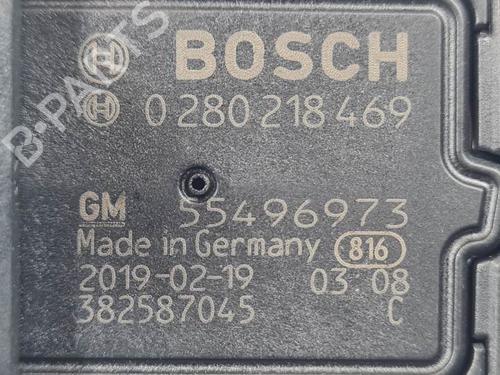 BOSCH
0 280 218 469
B-PARTS
GM 55496973
Made in Germany 816
2019-02-19 03.08
382587045 C